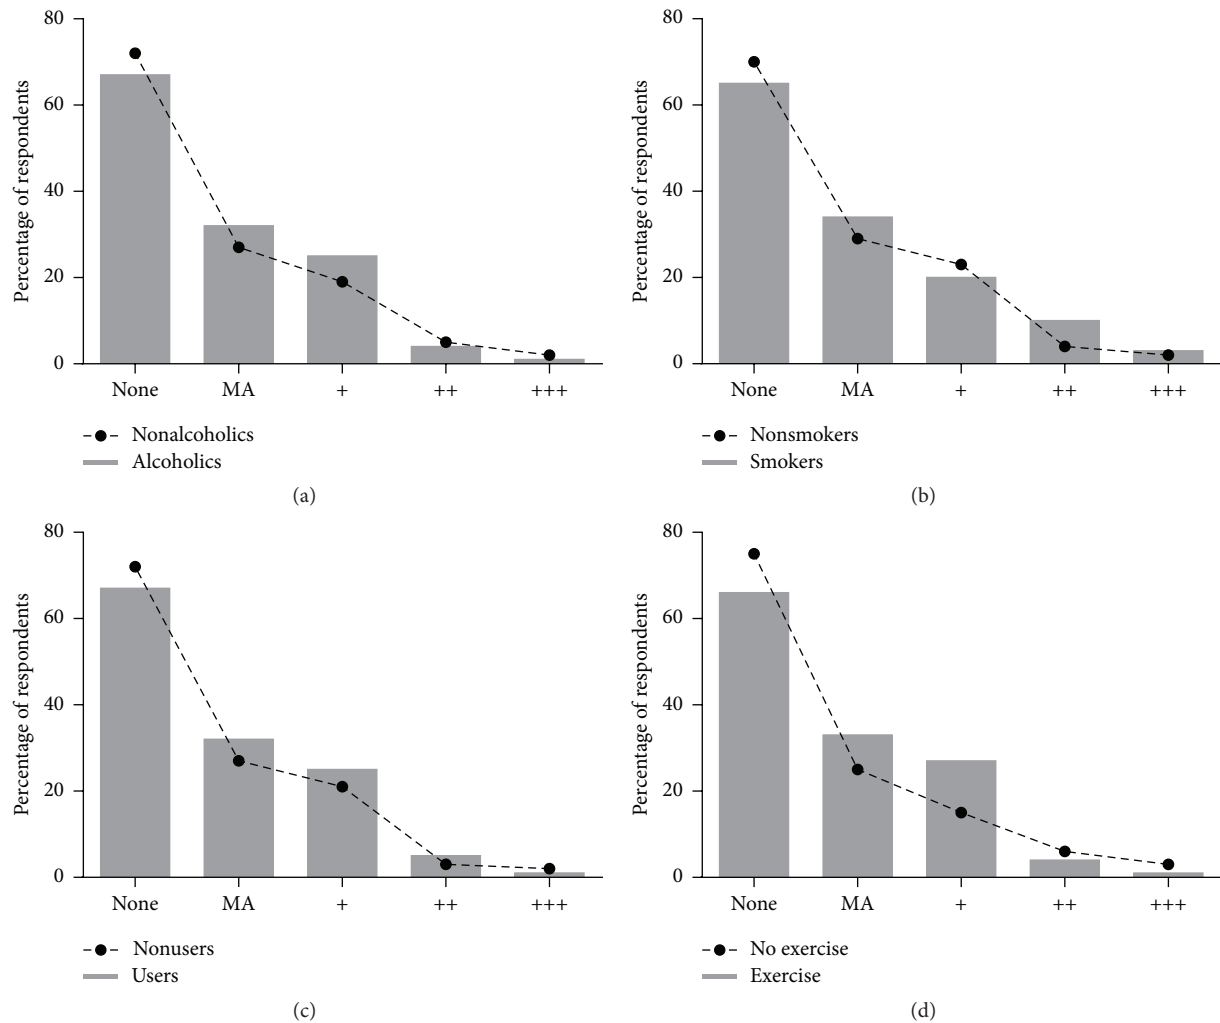 80
60
40
20
0
Percentage of respondents
None MA + ++ +++
Nonalcoholics
Alcoholics
(a)
80
60
40
20
0
Percentage of respondents
None MA + ++ +++
Nonsmokers
Smokers
(b)
80
60
40
20
0
Percentage of respondents
None MA + ++ +++
Nonusers
Users
(c)
80
60
40
20
0
Percentage of respondents
None MA + ++ +++
No exercise
Exercise
(d)